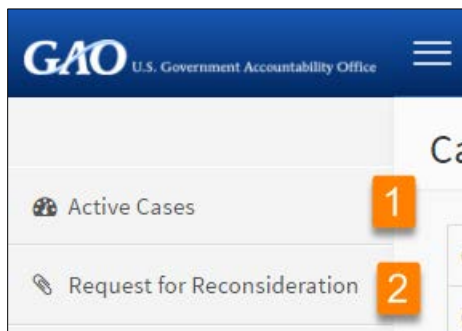 GAO U.S. Government Accountability Office
Ca
Active Cases 1
Request for Reconsideration 2